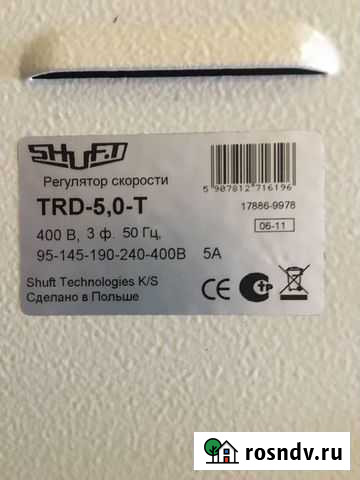 SHUFT
Регулятор скорости
TRD-5,0-T
400 В, 3 ф. 50 Гц,
95-145-190-240-400В 5А
Shuft Technologies K/S
Сделано в Польше
5 907812 716196
17886-9978
06-11
CE
rosndv.ru